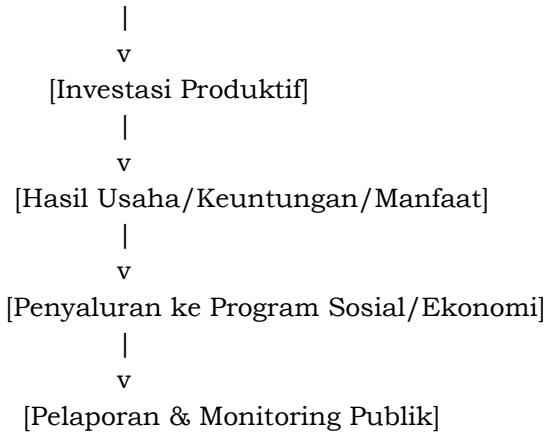 |
v
[Investasi Produktif]
|
v
[Hasil Usaha/Keuntungan/Manfaat]
|
v
[Penyaluran ke Program Sosial/Ekonomi]
|
v
[Pelaporan & Monitoring Publik]